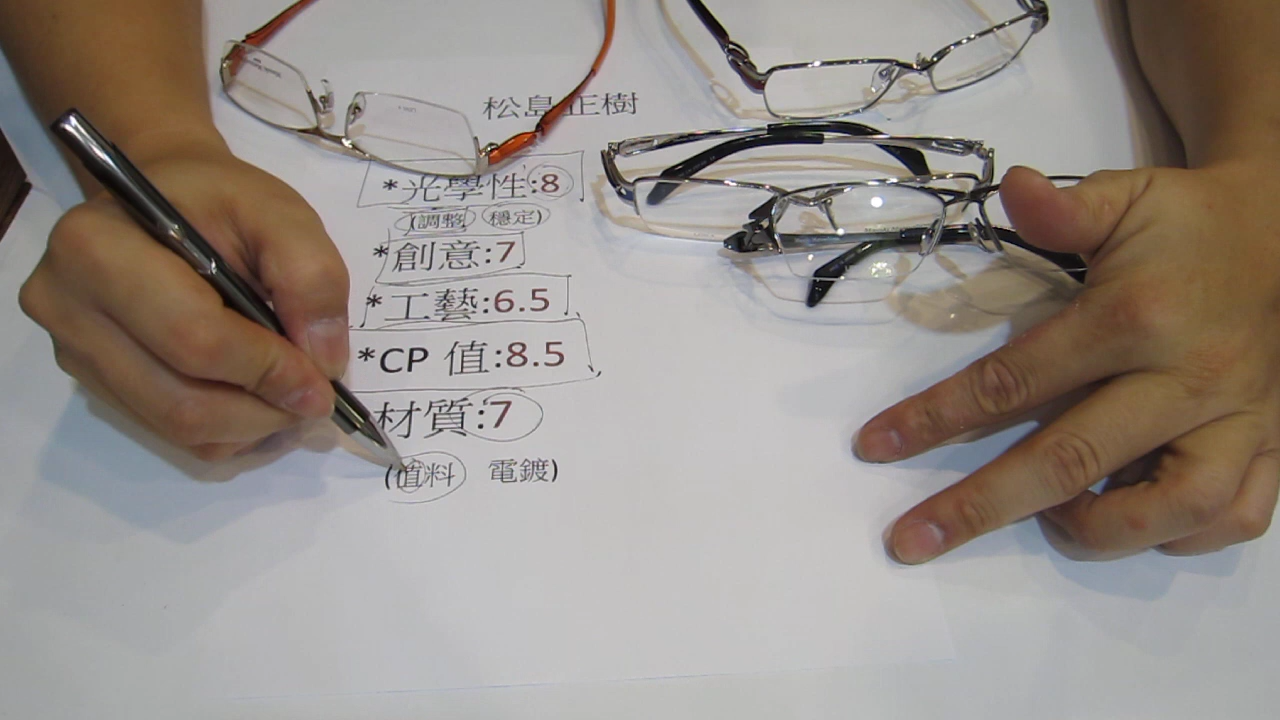 松島正樹
*光學性:8
(調整 穩定)
*創意:7
*工藝:6.5
*CP 值:8.5
材質:7
(值料 電鍍)